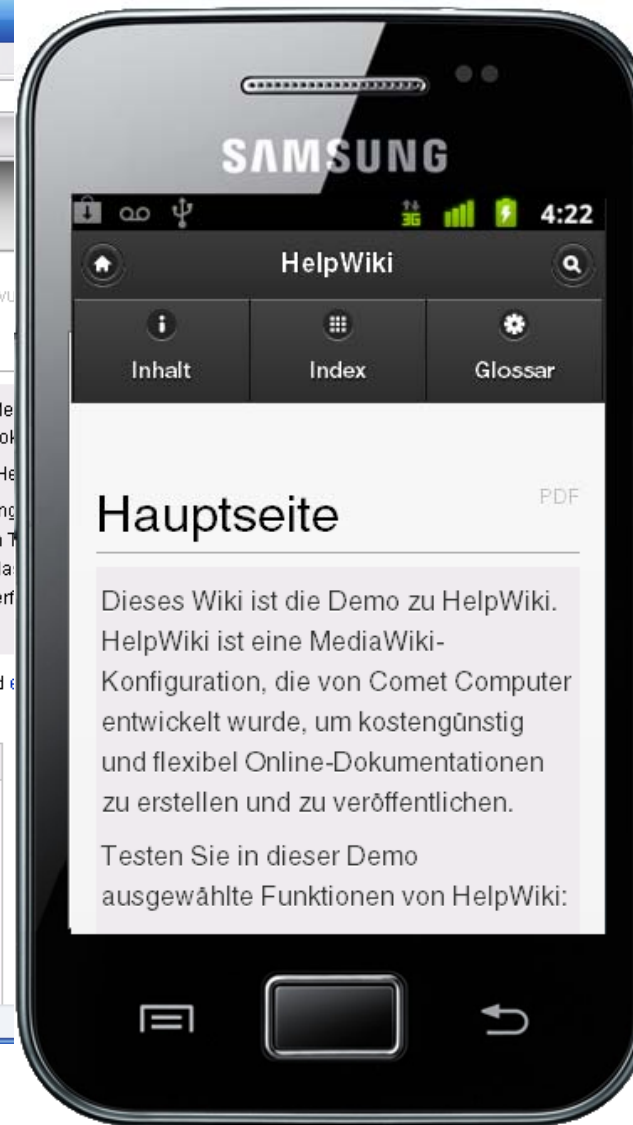 SAMSUNG
3G 4:22
HelpWiki
Inhalt Index Glossar
Hauptseite PDF
Dieses Wiki ist die Demo zu HelpWiki.
HelpWiki ist eine MediaWiki-
Konfiguration, die von Comet Computer
entwickelt wurde, um kostengünstig
und flexibel Online-Dokumentationen
zu erstellen und zu veröffentlichen.
Testen Sie in dieser Demo
ausgewählte Funktionen von HelpWiki: